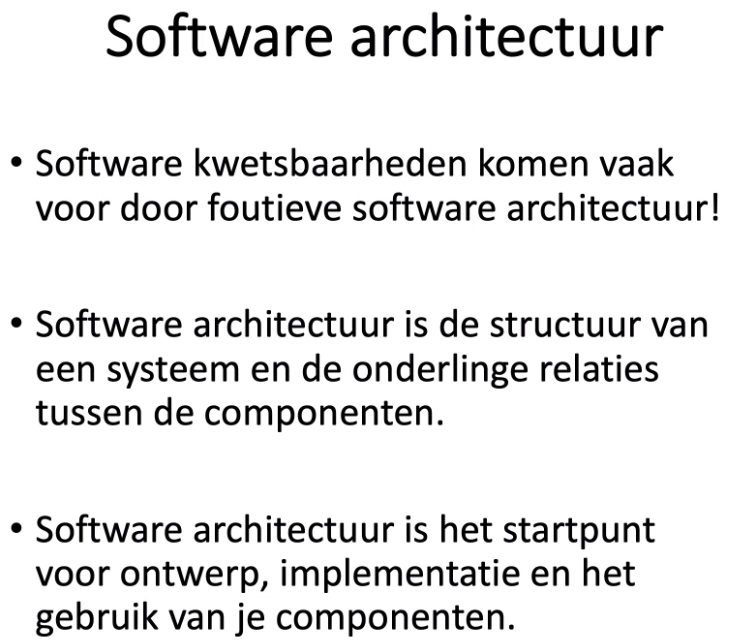 Software architectuur
• Software kwetsbaarheden komen vaak
voor door foutieve software architectuur!
• Software architectuur is de structuur van
een systeem en de onderlinge relaties
tussen de componenten.
• Software architectuur is het startpunt
voor ontwerp, implementatie en het
gebruik van je componenten.